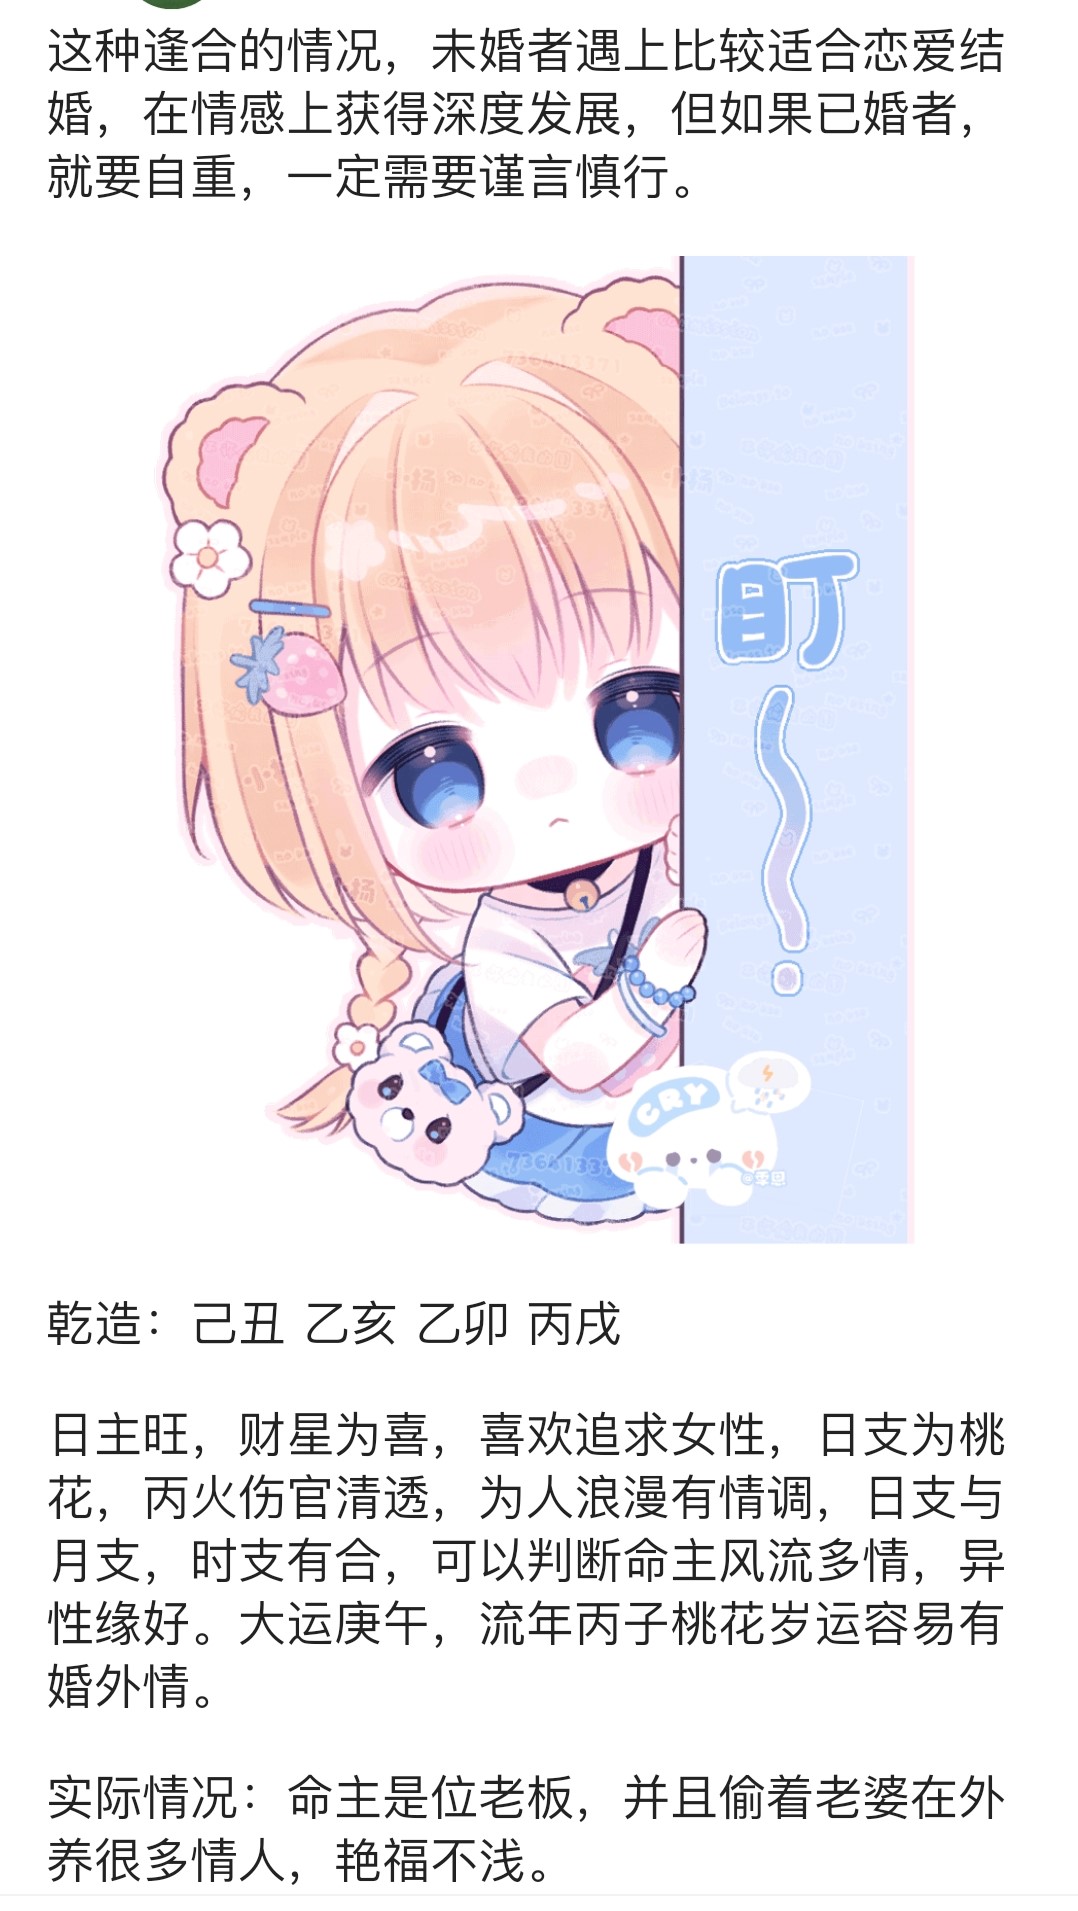 这种逢合的情况，未婚者遇上比较适合恋爱结
婚，在情感上获得深度发展，但如果已婚者，
就要自重，一定需要谨言慎行。
盯
CRY
736413371
小杨
@零恩
乾造：己丑 乙亥 乙卯 丙戌
日主旺，财星为喜，喜欢追求女性，日支为桃
花，丙火伤官清透，为人浪漫有情调，日支与
月支，时支有合，可以判断命主风流多情，异
性缘好。大运庚午，流年丙子桃花岁运容易有
婚外情。
实际情况：命主是位老板，并且偷着老婆在外
养很多情人，艳福不浅。